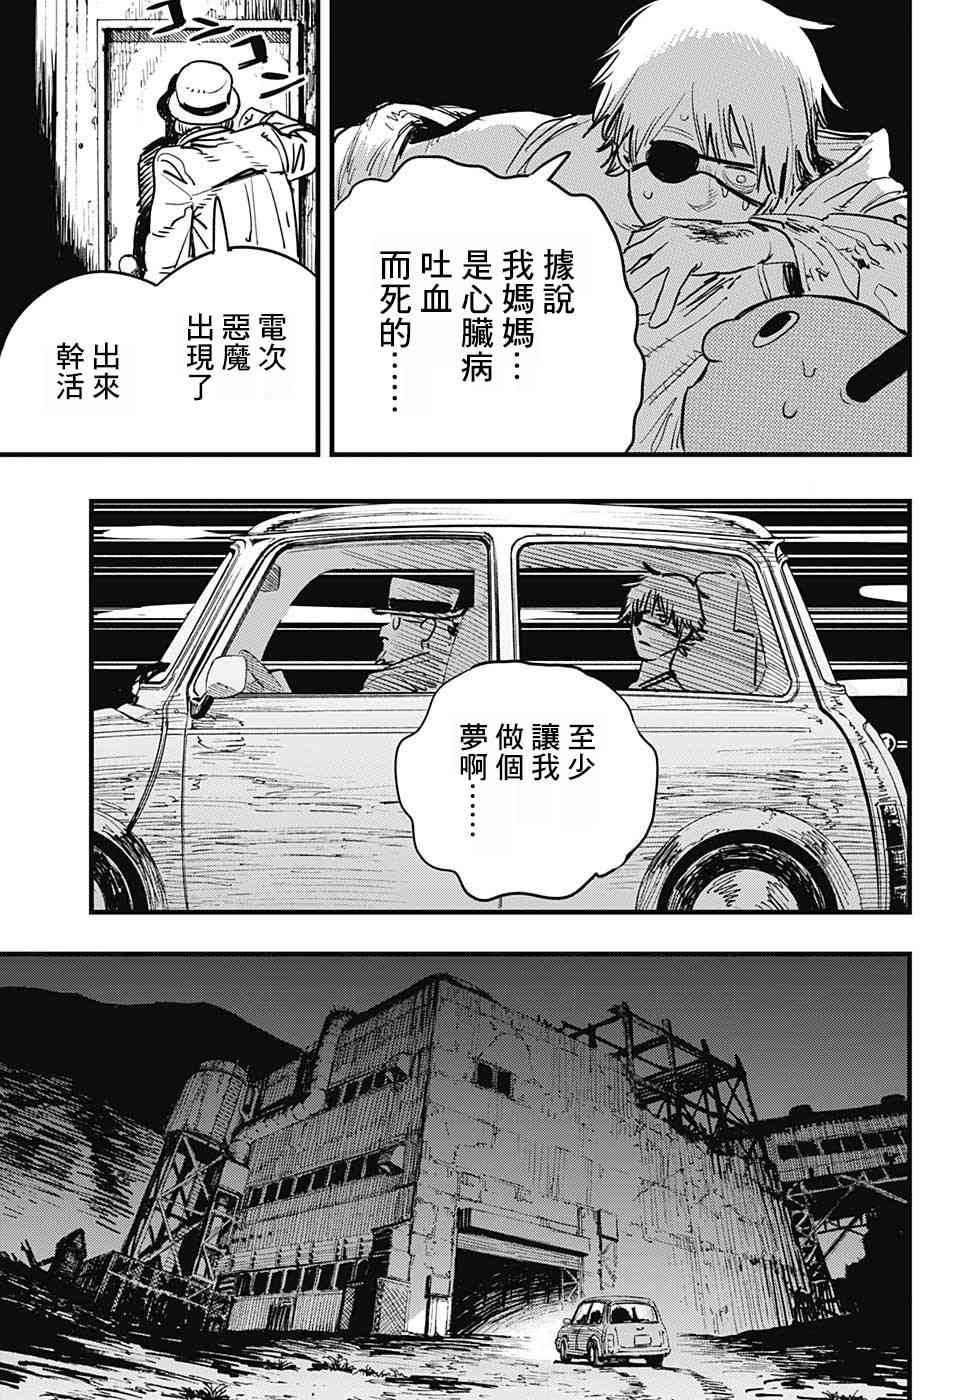 據說
我媽媽…
是心臟病
吐血
而死的……
コンコン
電次
惡魔
出現了
出來
幹活
至少
讓我
做個
夢啊……